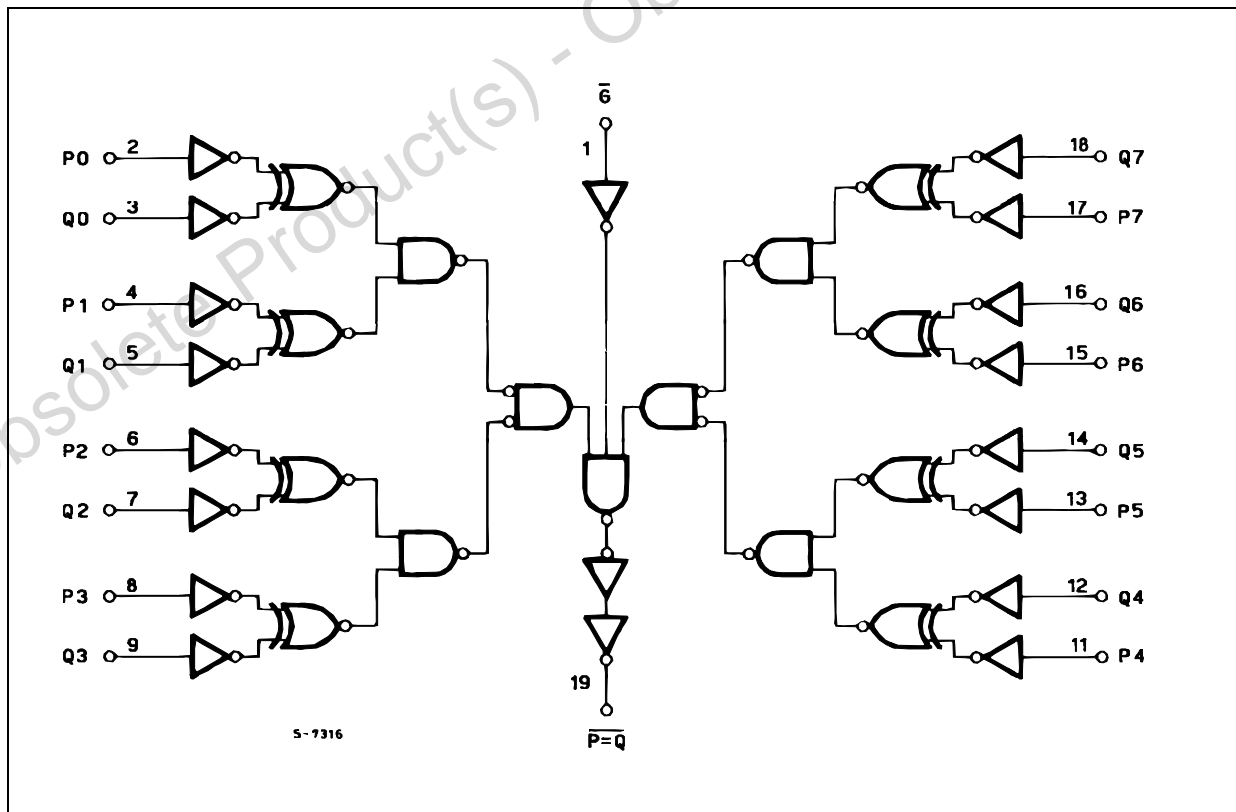 Obsolete Product(s) - Ob
G
1
P0 2
Q0 3
P1 4
Q1 5
P2 6
Q2 7
P3 8
Q3 9
18 Q7
17 P7
16 Q6
15 P6
14 Q5
13 P5
12 Q4
11 P4
19
P=Q
S-7316